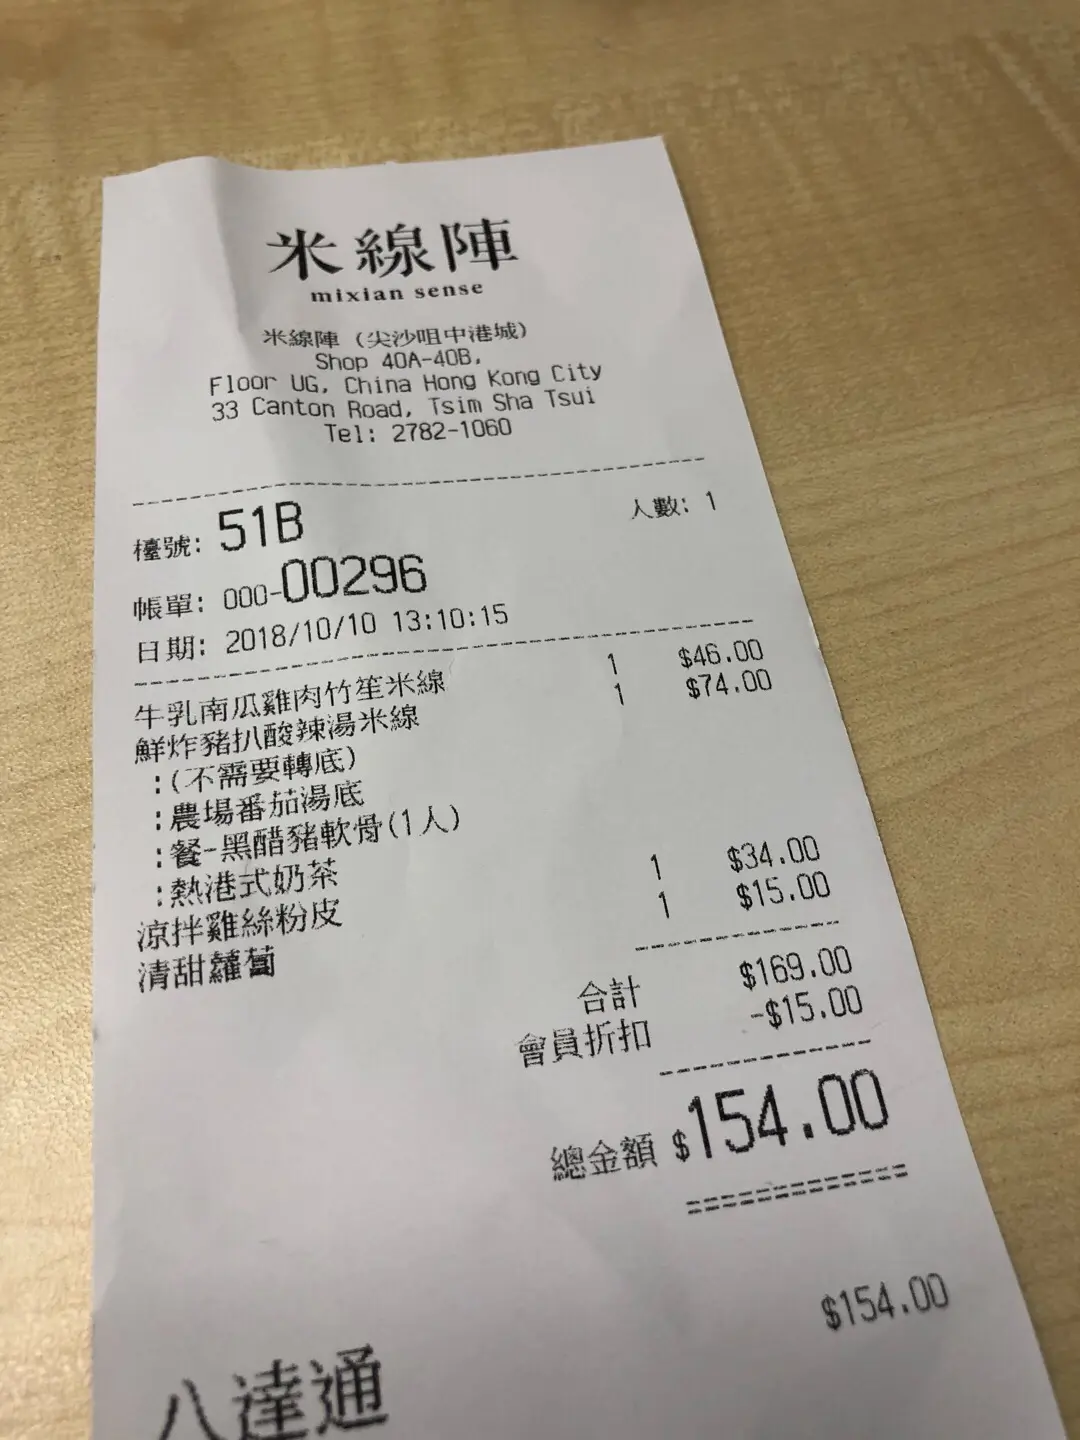 米線陣
mixian sense
米線陣 (尖沙咀中港城)
Shop 40A-40B,
Floor UG, China Hong Kong City
33 Canton Road, Tsim Sha Tsui
Tel: 2782-1060
檯號: 51B 人數: 1
帳單: 000-00296
日期: 2018/10/10 13:10:15
牛乳南瓜雞肉竹笙米線 1 $46.00
鮮炸豬扒酸辣湯米線 1 $74.00
:(不需要轉底)
:農場番茄湯底
:餐-黑醋豬軟骨(1人)
:熱港式奶茶
涼拌雞絲粉皮 1 $34.00
清甜蘿蔔 1 $15.00
合計 $169.00
會員折扣 -$15.00
總金額 $154.00
$154.00
八達通